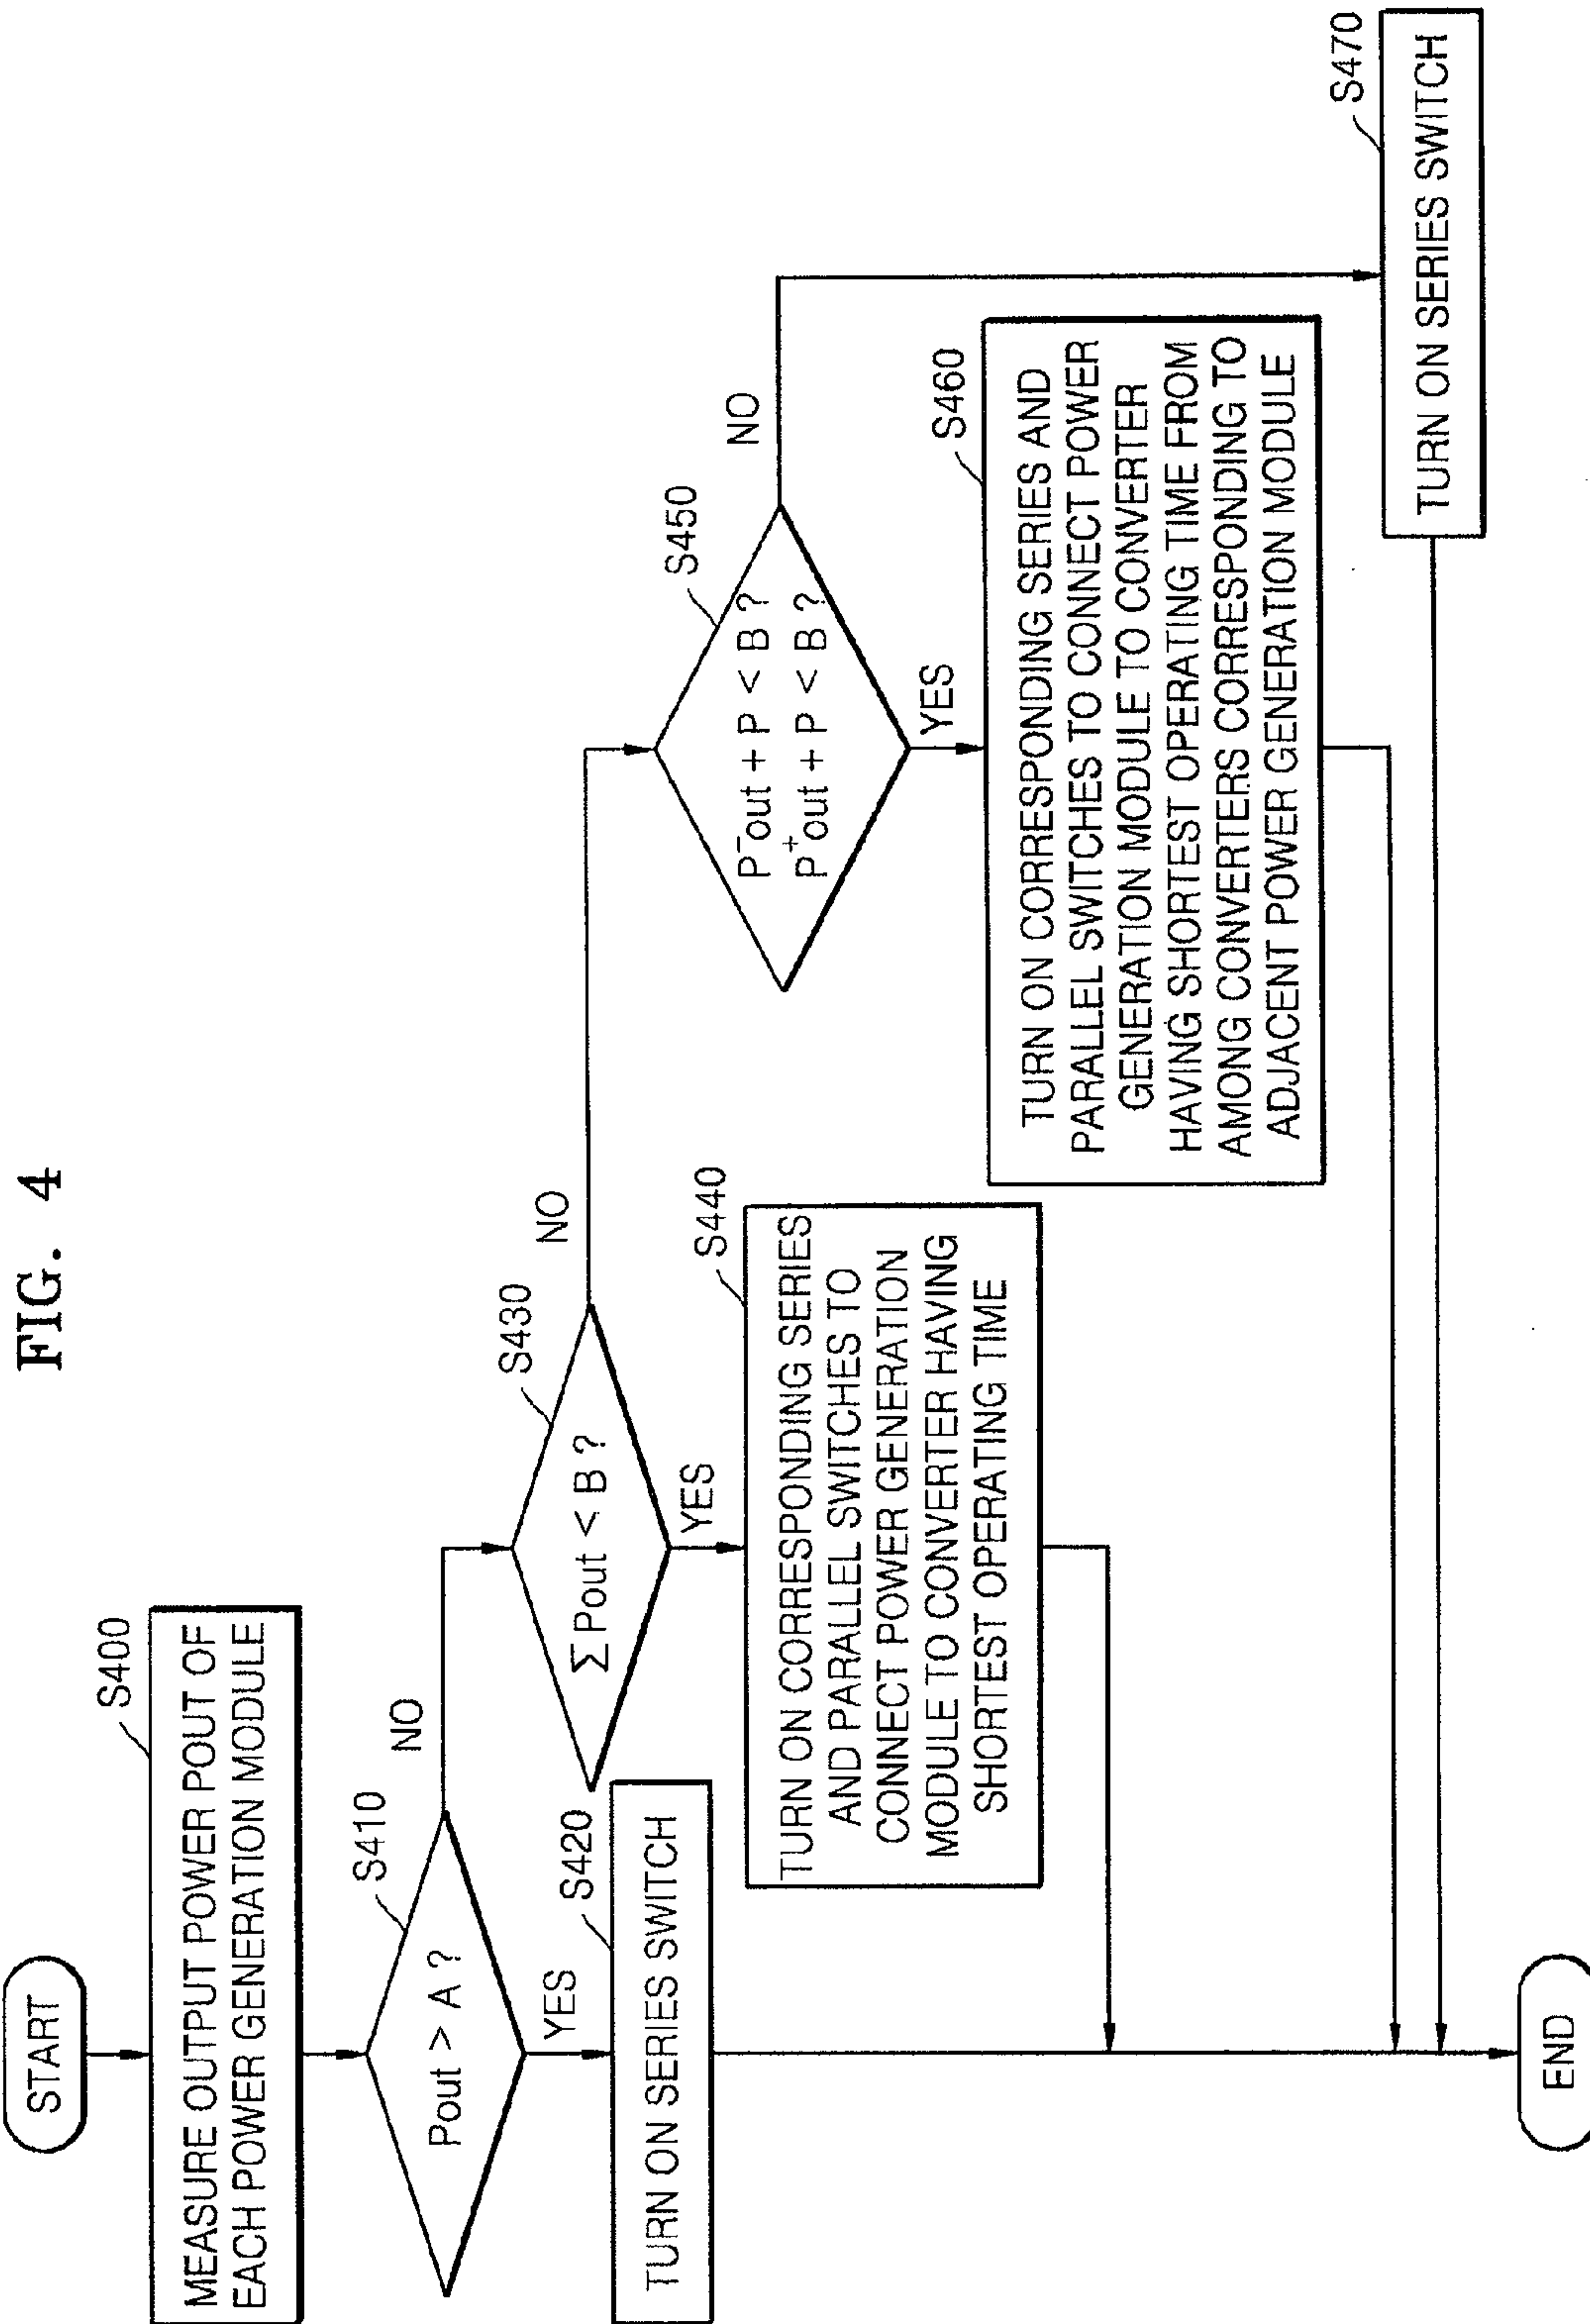 FIG. 4
START
S400
MEASURE OUTPUT POWER POUT OF
EACH POWER GENERATION MODULE
S410
Pout > A ?
NO
YES
S420
TURN ON SERIES SWITCH
S430
∑ Pout < B ?
NO
YES
S440
TURN ON CORRESPONDING SERIES
AND PARALLEL SWITCHES TO
CONNECT POWER GENERATION
MODULE TO CONVERTER HAVING
SHORTEST OPERATING TIME
S450
P⁻out + P < B ?
P⁺out + P < B ?
NO
YES
S460
TURN ON CORRESPONDING SERIES AND
PARALLEL SWITCHES TO CONNECT POWER
GENERATION MODULE TO CONVERTER
HAVING SHORTEST OPERATING TIME FROM
AMONG CONVERTERS CORRESPONDING TO
ADJACENT POWER GENERATION MODULE
S470
TURN ON SERIES SWITCH
END